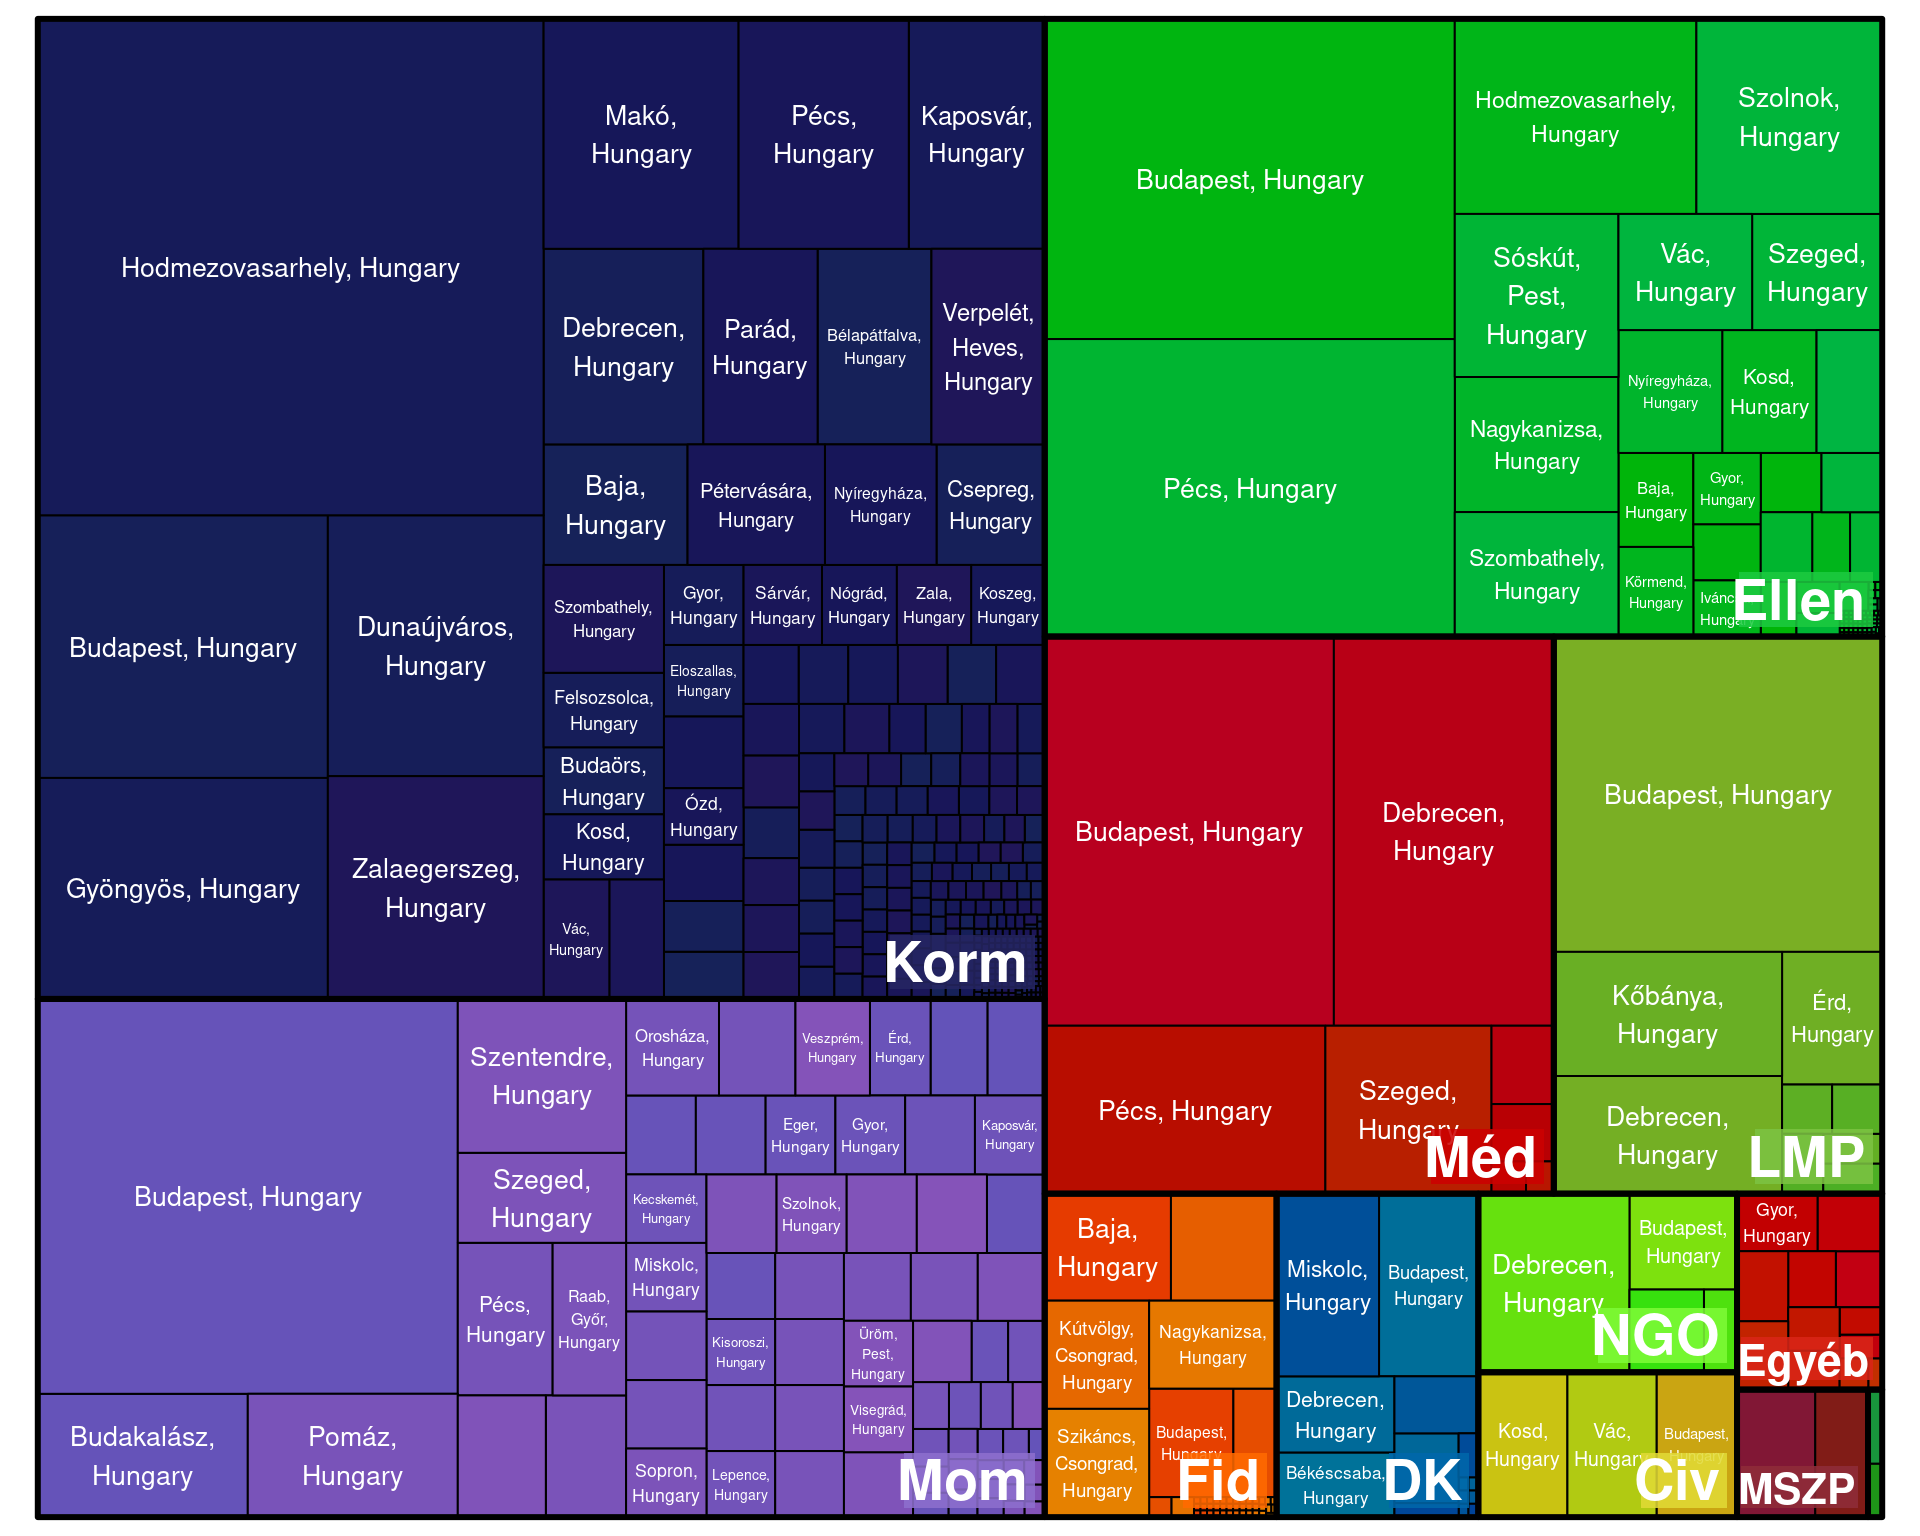 Hodmezovasarhely, Hungary
Makó,
Hungary
Pécs,
Hungary
Kaposvár,
Hungary
Debrecen,
Hungary
Parád,
Hungary
Bélapátfalva,
Hungary
Verpelét,
Heves,
Hungary
Baja,
Hungary
Pétervására,
Hungary
Nyíregyháza,
Hungary
Csepreg,
Hungary
Budapest, Hungary
Dunaújváros,
Hungary
Gyöngyös, Hungary
Zalaegerszeg,
Hungary
Szombathely,
Hungary
Gyor,
Hungary
Sárvár,
Hungary
Nógrád,
Hungary
Zala,
Hungary
Koszeg,
Hungary
Felsozsolca,
Hungary
Eloszallas,
Hungary
Budaörs,
Hungary
Kosd,
Hungary
Ózd,
Hungary
Vác,
Hungary
Korm
Budapest, Hungary
Hodmezovasarhely,
Hungary
Szolnok,
Hungary
Pécs, Hungary
Sóskút,
Pest,
Hungary
Vác,
Hungary
Szeged,
Hungary
Nyíregyháza,
Hungary
Kosd,
Hungary
Nagykanizsa,
Hungary
Baja,
Hungary
Gyor,
Hungary
Szombathely,
Hungary
Körmend,
Hungary
Hungary
Ellen
Budapest, Hungary
Debrecen,
Hungary
Pécs, Hungary
Szeged,
Hungary
Méd
Budapest, Hungary
Kőbánya,
Hungary
Érd,
Hungary
Debrecen,
Hungary
LMP
Budapest, Hungary
Szentendre,
Hungary
Szeged,
Hungary
Pécs,
Hungary
Raab,
Győr,
Hungary
Budakalász,
Hungary
Pomáz,
Hungary
Orosháza,
Hungary
Veszprém,
Hungary
Érd,
Hungary
Eger,
Hungary
Gyor,
Hungary
Kaposvár,
Hungary
Kecskemét,
Hungary
Szolnok,
Hungary
Miskolc,
Hungary
Kisoroszi,
Hungary
Üröm,
Pest,
Hungary
Visegrád,
Hungary
Sopron,
Hungary
Lepence,
Hungary
Mom
Baja,
Hungary
Kútvölgy,
Csongrad,
Hungary
Nagykanizsa,
Hungary
Szikáncs,
Csongrad,
Hungary
Budapest,
Hungary
Fid
Miskolc,
Hungary
Budapest,
Hungary
Debrecen,
Hungary
Békéscsaba,
Hungary
DK
Debrecen,
Hungary
Budapest,
Hungary
NGO
Kosd,
Hungary
Vác,
Hungary
Budapest,
Hungary
Civ
Gyor,
Hungary
Egyéb
MSZP